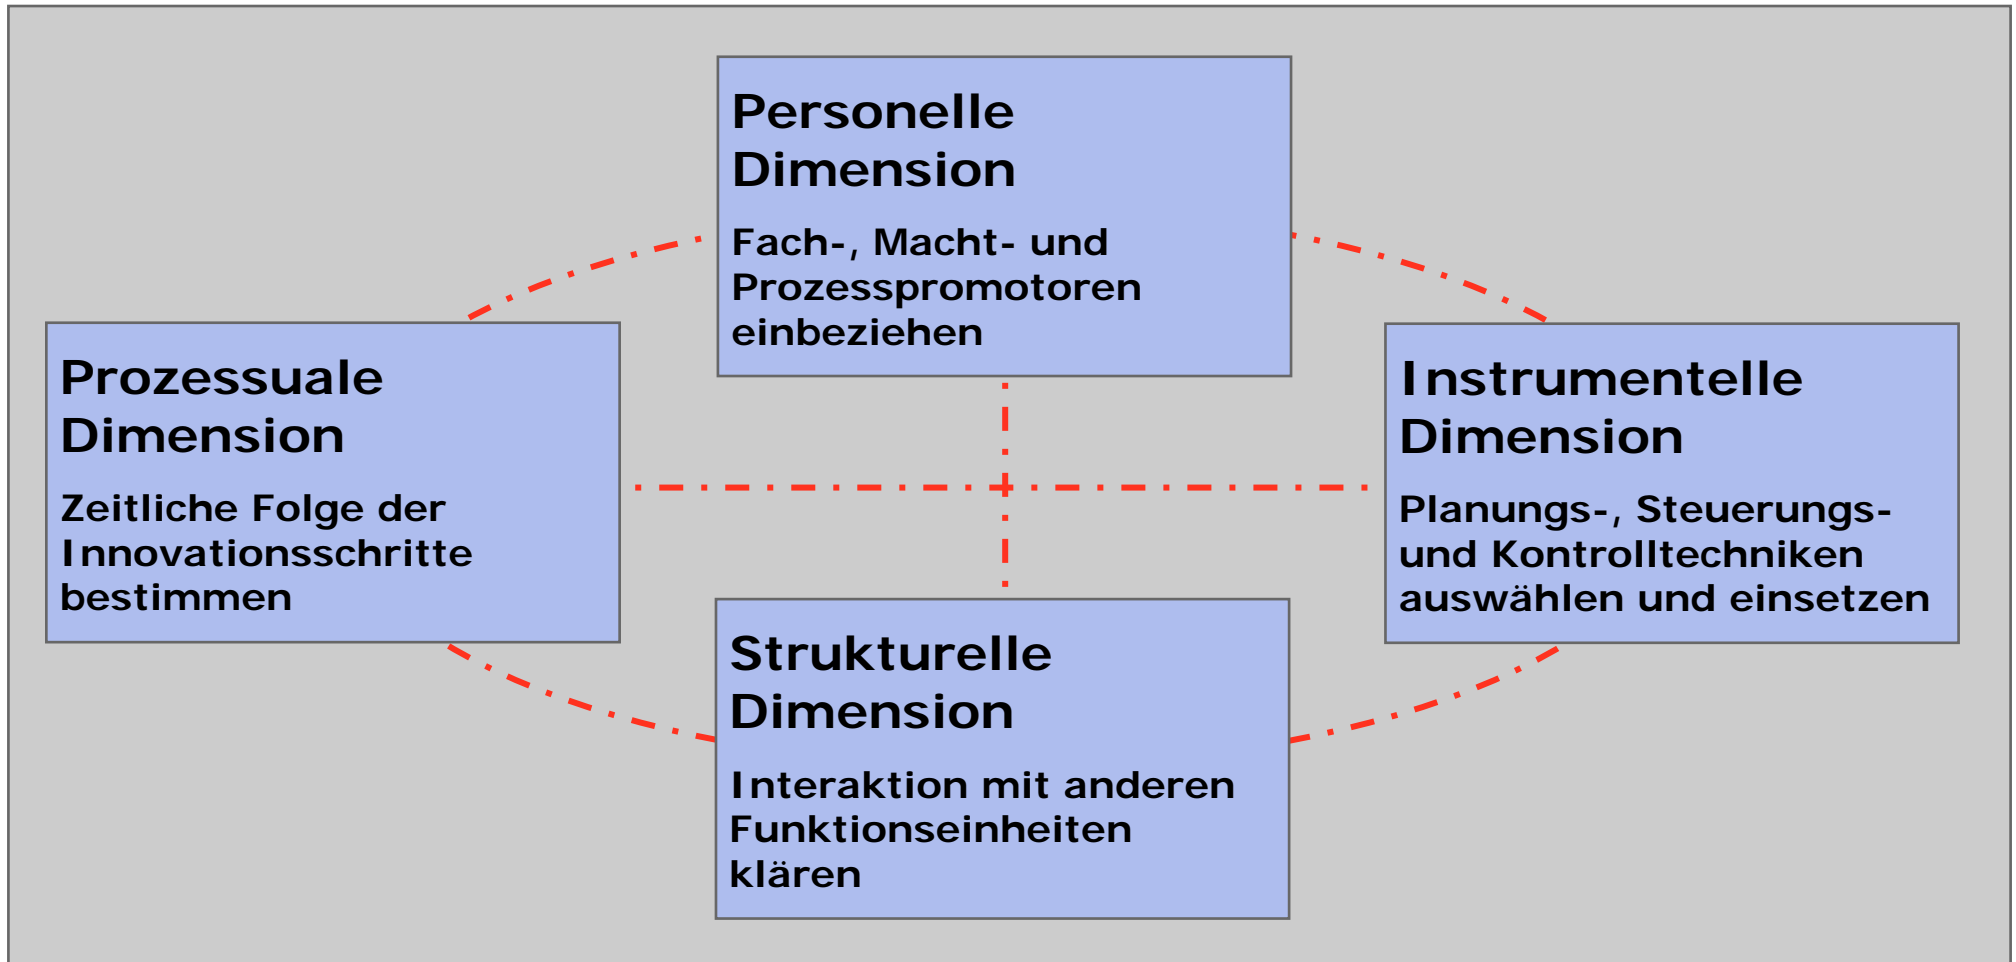 Personelle
Dimension
Fach-, Macht- und
Prozesspromotoren
einbeziehen
Prozessuale
Dimension
Zeitliche Folge der
Innovationsschritte
bestimmen
Instrumentelle
Dimension
Planungs-, Steuerungs-
und Kontrolltechniken
auswählen und einsetzen
Strukturelle
Dimension
Interaktion mit anderen
Funktionseinheiten
klären